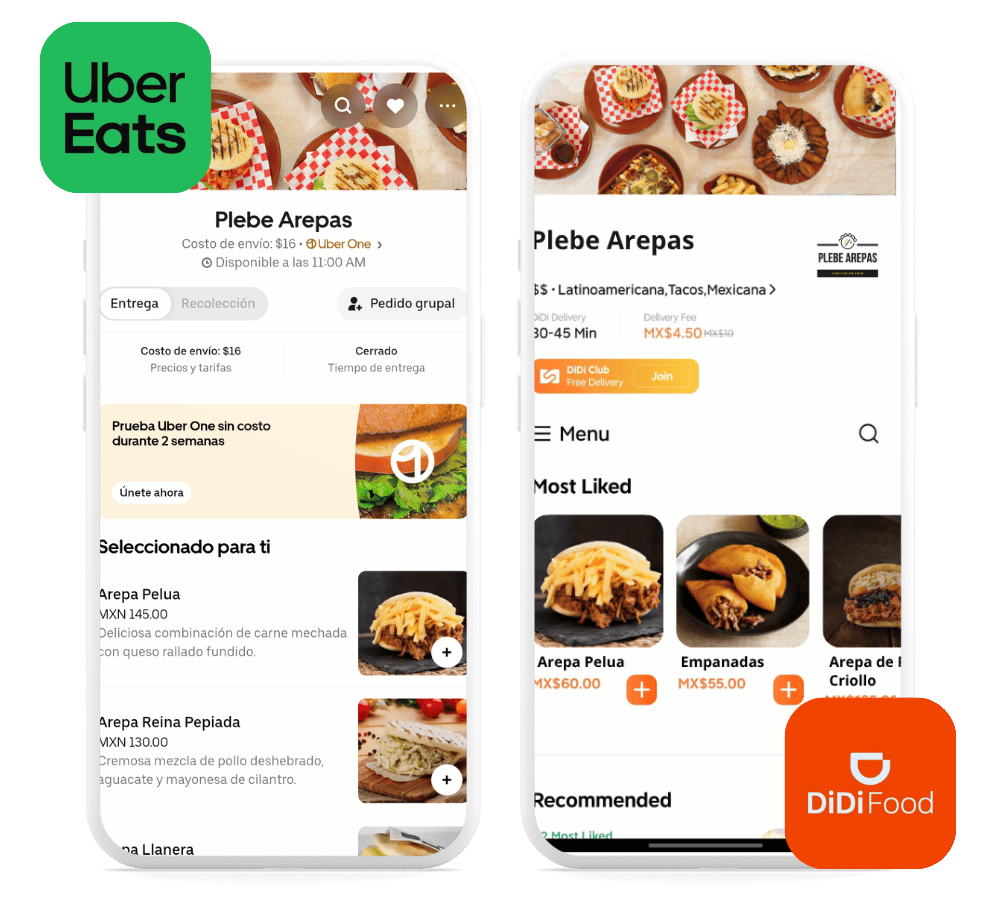 Uber
Eats
Plebe Arepas
Costo de envío: $16 • Uber One ›
Disponible a las 11:00 AM
Entrega
Recolección
Pedido grupal
Costo de envío: $16
Precios y tarifas
Cerrado
Tiempo de entrega
Prueba Uber One sin costo
durante 2 semanas
Únete ahora
Seleccionado para ti
Arepa Pelua
MXN 145.00
Deliciosa combinación de carne mechada
con queso rallado fundido.
Arepa Reina Pepiada
MXN 130.00
Cremosa mezcla de pollo deshebrado,
aguacate y mayonesa de cilantro.
pa Llanera
Plebe Arepas
PLEBE AREPAS
$$ • Latinoamericana,Tacos,Mexicana
DiDi Delivery
30-45 Min
Delivery Fee
MX$4.50 MX$10
DiDi Club
Free Delivery
Join
Menu
Most Liked
Arepa Pelua
MX$60.00
Empanadas
MX$55.00
Arepa de
Criollo
Recommended
2 Most Liked
DiDi Food